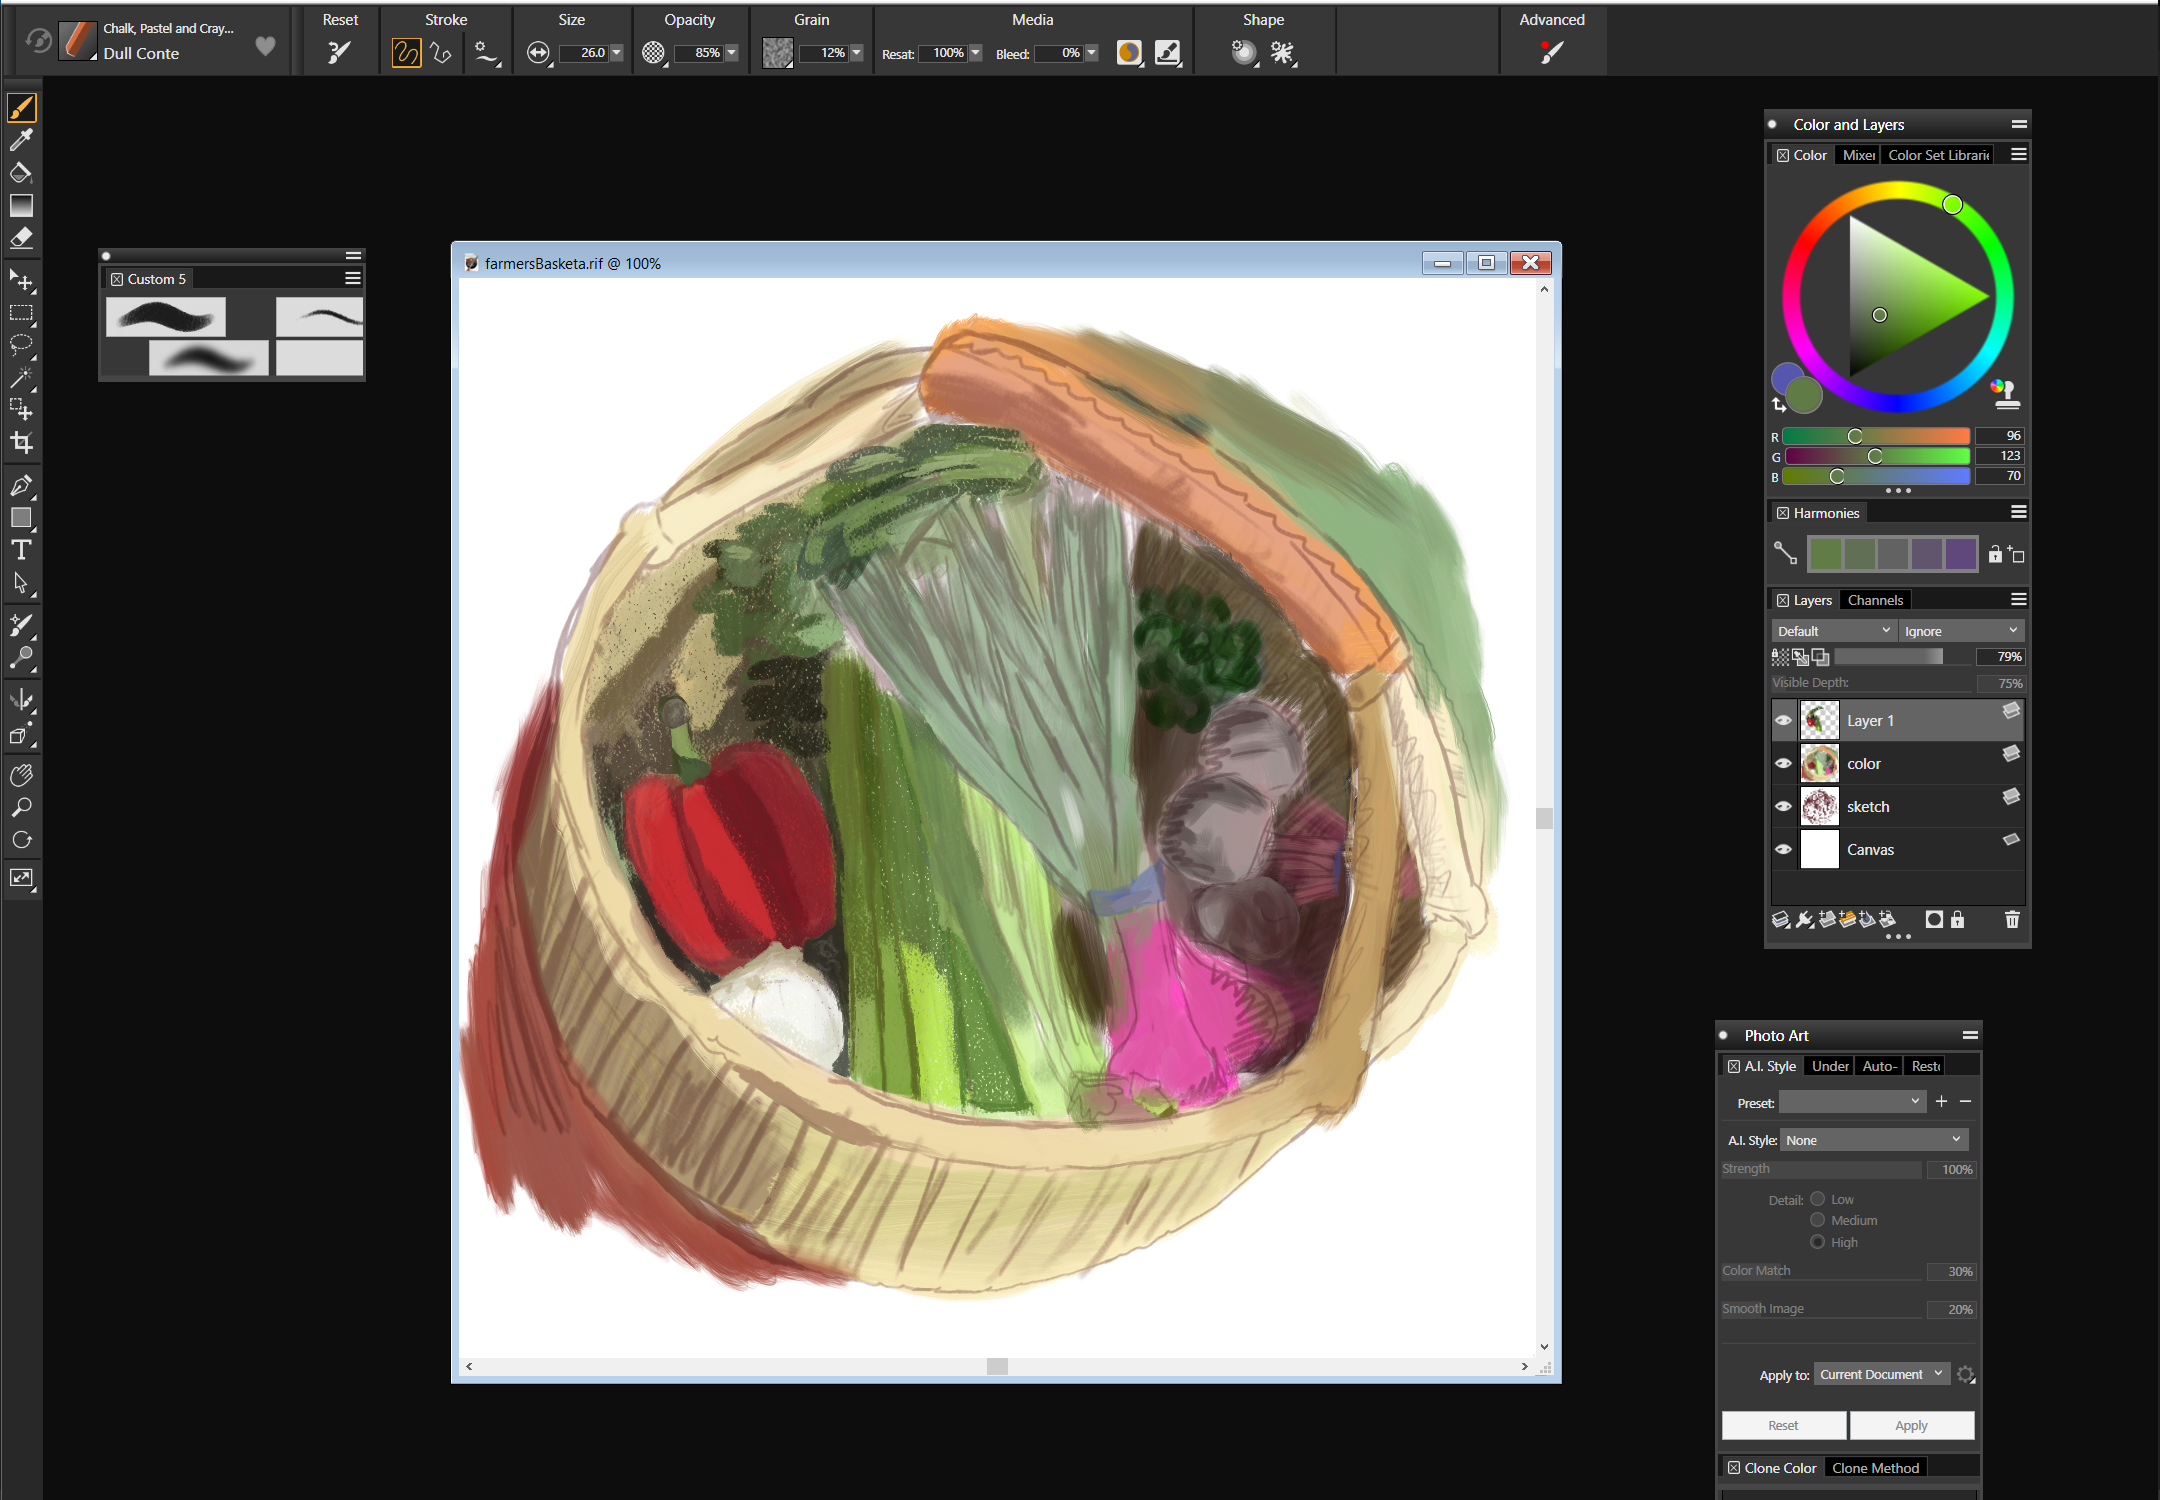 Chalk, Pastel and Cray...
Dull Conte
Reset
Stroke
Size
26.0
Opacity
85%
Grain
12%
Media
Resat: 100%
Bleed: 0%
Shape
Advanced
Custom 5
farmersBasketa.rif @ 100%
Color and Layers
Color
Mixer
Color Set Librarie
R 96
G 123
B 70
Harmonies
Layers
Channels
Default
Ignore
79%
Visible Depth: 75%
Layer 1
color
sketch
Canvas
Photo Art
A.I. Style
Under
Auto-
Resto
Preset:
A.I. Style: None
Strength 100%
Detail: Low
Medium
High
Color Match 30%
Smooth Image 20%
Apply to: Current Document
Reset
Apply
Clone Color
Clone Method